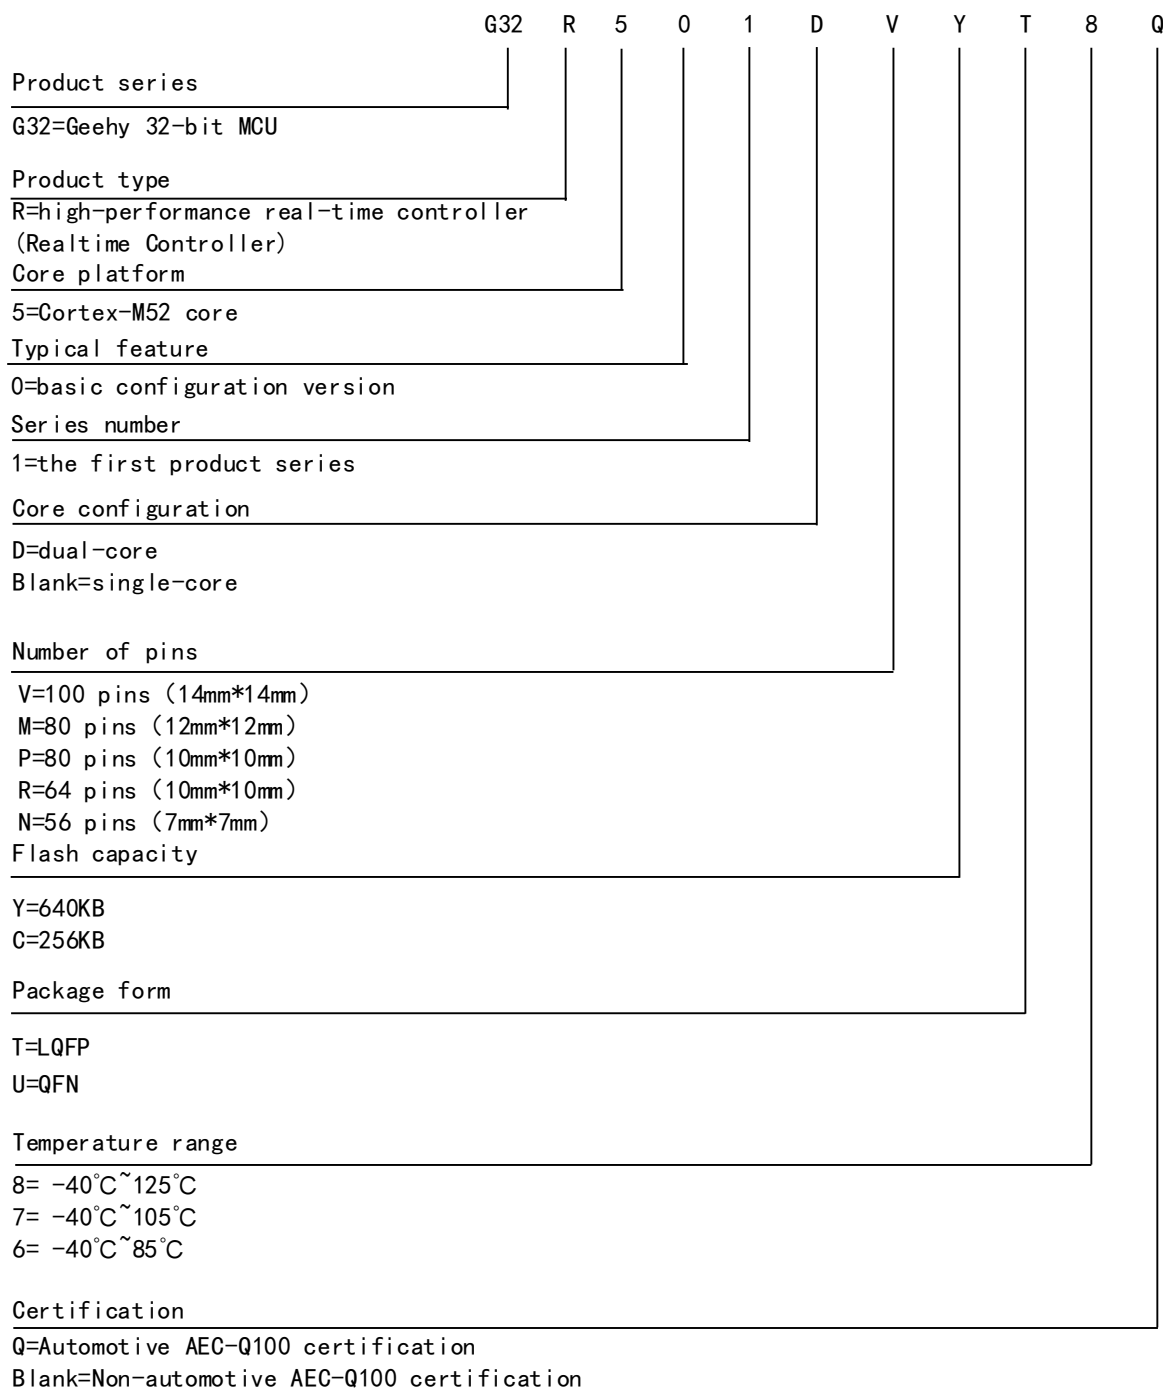 G32 R 5 0 1 D V Y T 8 Q
Product series
G32=Geehy 32-bit MCU
Product type
R=high-performance real-time controller
(Realtime Controller)
Core platform
5=Cortex-M52 core
Typical feature
0=basic configuration version
Series number
1=the first product series
Core configuration
D=dual-core
Blank=single-core
Number of pins
V=100 pins (14mm*14mm)
M=80 pins (12mm*12mm)
P=80 pins (10mm*10mm)
R=64 pins (10mm*10mm)
N=56 pins (7mm*7mm)
Flash capacity
Y=640KB
C=256KB
Package form
T=LQFP
U=QFN
Temperature range
8= -40℃~125℃
7= -40℃~105℃
6= -40℃~85℃
Certification
Q=Automotive AEC-Q100 certification
Blank=Non-automotive AEC-Q100 certification